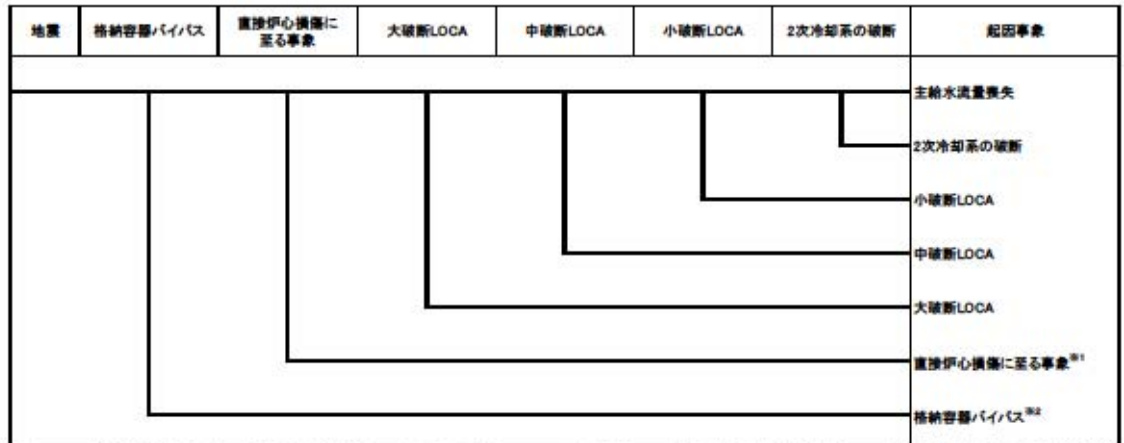 地震
格納容器バイパス
直接炉心損傷に
至る事象
大破断LOCA
中破断LOCA
小破断LOCA
2次冷却系の破断
起因事象
主給水流量喪失
2次冷却系の破断
小破断LOCA
中破断LOCA
大破断LOCA
直接炉心損傷に至る事象※1
格納容器バイパス※2